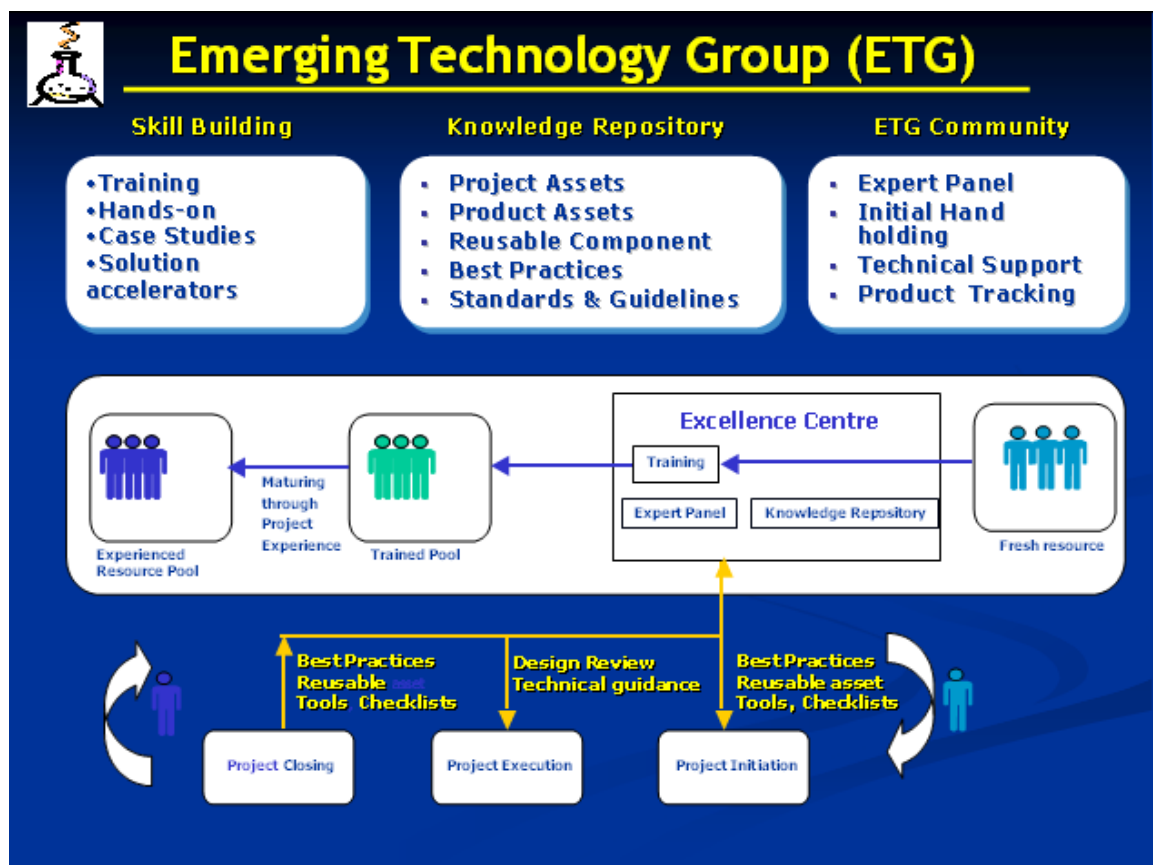 Emerging Technology Group (ETG)
Skill Building
•Training
•Hands-on
•Case Studies
•Solution
accelerators
Knowledge Repository
▪ Project Assets
▪ Product Assets
▪ Reusable Component
▪ Best Practices
▪ Standards & Guidelines
ETG Community
▪ Expert Panel
▪ Initial Hand
holding
▪ Technical Support
▪ Product Tracking
Experienced
Resource Pool
Maturing
through
Project
Experience
Trained Pool
Excellence Centre
Training
Expert Panel
Knowledge Repository
Fresh resource
Best Practices
Reusable asset
Tools, Checklists
Design Review
Technical guidance
Best Practices
Reusable asset
Tools, Checklists
Project Closing
Project Execution
Project Initiation